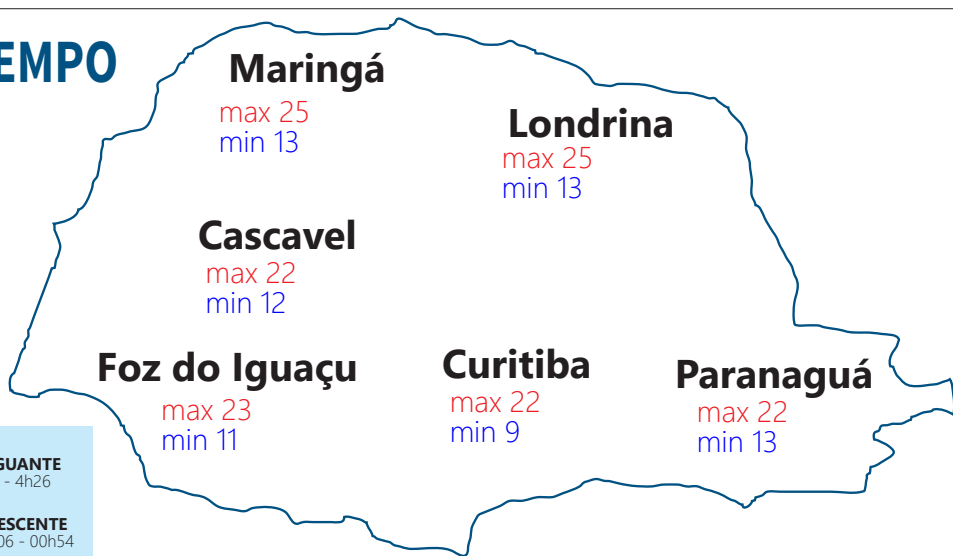 EMPO
Maringá
max 25
min 13
Londrina
max 25
min 13
Cascavel
max 22
min 12
Foz do Iguaçu
max 23
min 11
Curitiba
max 22
min 9
Paranaguá
max 22
min 13
GUANTE
- 4h26
ESCENTE
06 - 00h54